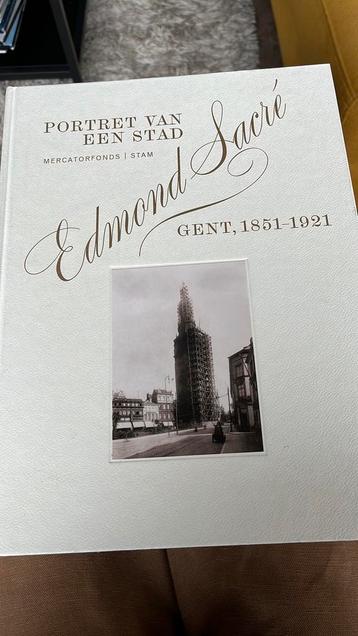 PORTRET VAN
EEN STAD
MERCATORFONDS | STAM
Edmond Sacré
GENT, 1851–1921